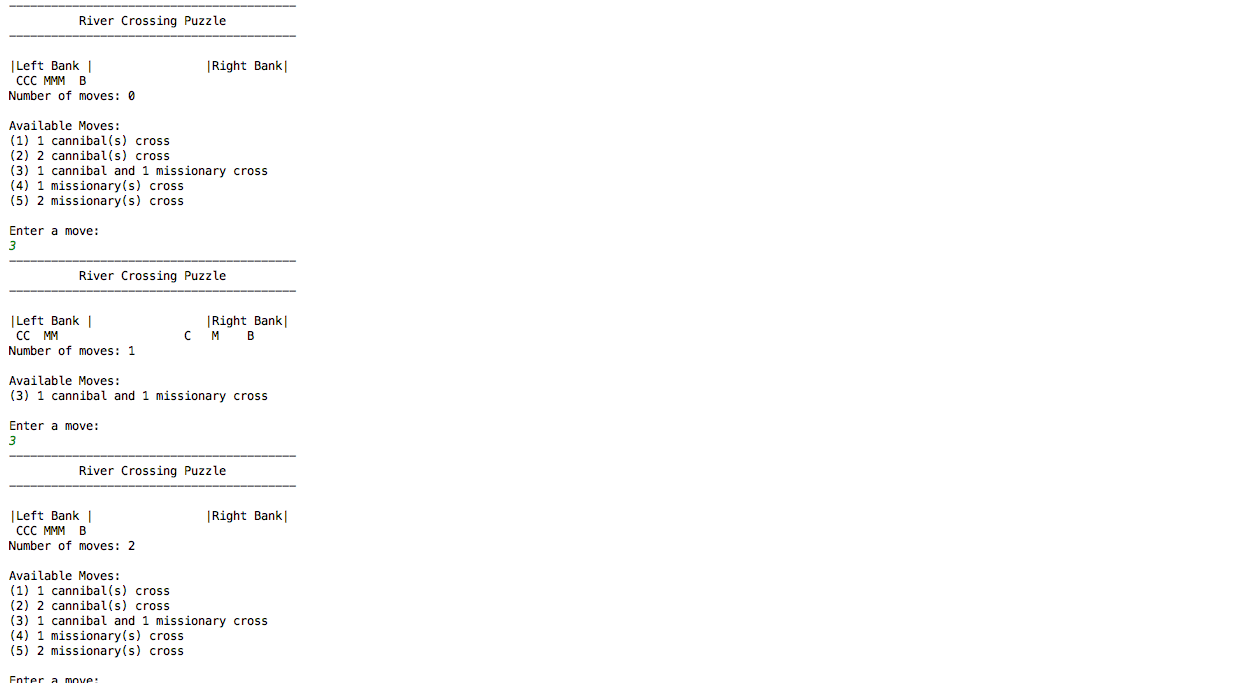 River Crossing Puzzle
|Left Bank |                |Right Bank|
 CCC MMM  B
Number of moves: 0
Available Moves:
(1) 1 cannibal(s) cross
(2) 2 cannibal(s) cross
(3) 1 cannibal and 1 missionary cross
(4) 1 missionary(s) cross
(5) 2 missionary(s) cross
Enter a move:
3
River Crossing Puzzle
|Left Bank |                |Right Bank|
 CC  MM                  C   M    B
Number of moves: 1
Available Moves:
(3) 1 cannibal and 1 missionary cross
Enter a move:
3
River Crossing Puzzle
|Left Bank |                |Right Bank|
 CCC MMM  B
Number of moves: 2
Available Moves:
(1) 1 cannibal(s) cross
(2) 2 cannibal(s) cross
(3) 1 cannibal and 1 missionary cross
(4) 1 missionary(s) cross
(5) 2 missionary(s) cross
Enter a move: